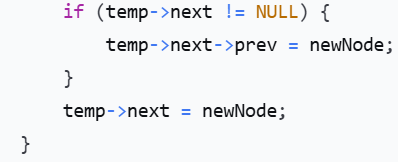 if (temp->next != NULL) {
temp->next->prev = newNode;
}
temp->next = newNode;
}